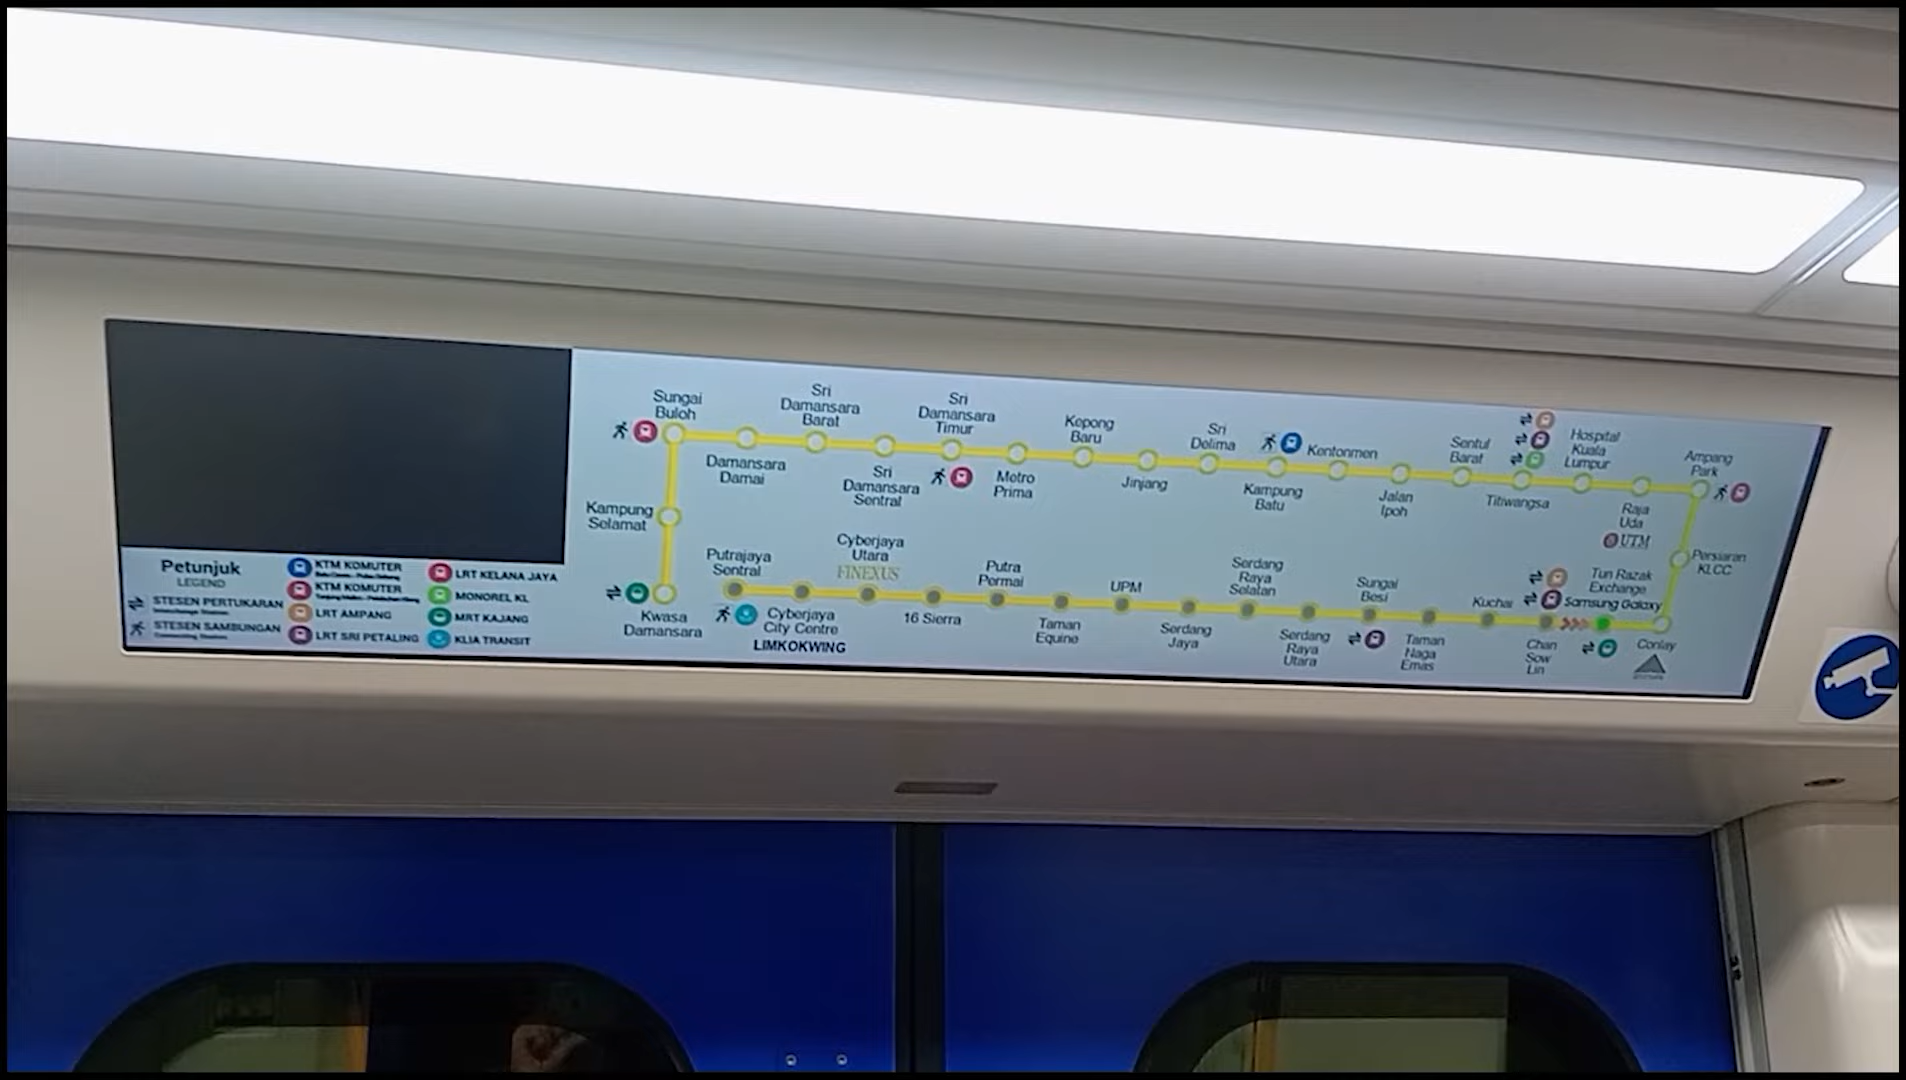 Sungai
Buloh
Damansara
Damai
Sri
Damansara
Barat
Sri
Damansara
Sentral
Sri
Damansara
Timur
Metro
Prima
Kepong
Baru
Jinjang
Sri
Delima
Kampung
Batu
Kentonmen
Jalan
Ipoh
Sentul
Barat
Titiwangsa
Hospital
Kuala
Lumpur
Raja
Uda
UTM
Ampang
Park
Persiaran
KLCC
Kampung
Selamat
Kwasa
Damansara
Putrajaya
Sentral
Cyberjaya
City Centre
LIMKOKWING
Cyberjaya
Utara
FINEXUS
16 Sierra
Putra
Permai
Taman
Equine
UPM
Serdang
Jaya
Serdang
Raya
Selatan
Serdang
Raya
Utara
Sungai
Besi
Taman
Naga
Emas
Kuchai
Chan
Sow
Lin
Tun Razak
Exchange
Samsung Galaxy
Conlay
Petunjuk
LEGEND
STESEN PERTUKARAN
Interchange Station
STESEN SAMBUNGAN
Connecting Station
KTM KOMUTER
KTM KOMUTER
LRT AMPANG
LRT SRI PETALING
LRT KELANA JAYA
MONOREL KL
MRT KAJANG
KLIA TRANSIT